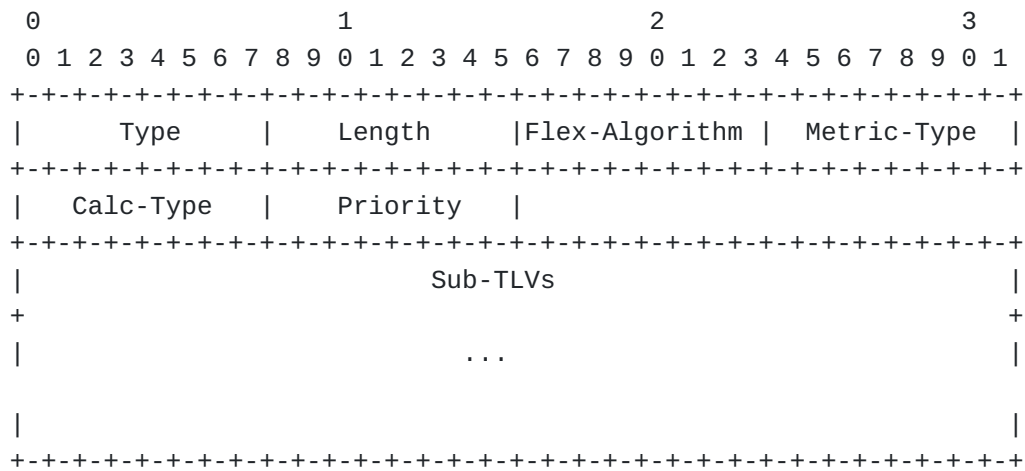 0                   1                   2                   3
 0 1 2 3 4 5 6 7 8 9 0 1 2 3 4 5 6 7 8 9 0 1 2 3 4 5 6 7 8 9 0 1
+-+-+-+-+-+-+-+-+-+-+-+-+-+-+-+-+-+-+-+-+-+-+-+-+-+-+-+-+-+-+-+-+
|      Type     |    Length     |Flex-Algorithm |  Metric-Type  |
+-+-+-+-+-+-+-+-+-+-+-+-+-+-+-+-+-+-+-+-+-+-+-+-+-+-+-+-+-+-+-+-+
|   Calc-Type   |    Priority   |
+-+-+-+-+-+-+-+-+-+-+-+-+-+-+-+-+-+-+-+-+-+-+-+-+-+-+-+-+-+-+-+-+
|                          Sub-TLVs                             |
+                                                               +
|                            ...                                |
|                                                               |
+-+-+-+-+-+-+-+-+-+-+-+-+-+-+-+-+-+-+-+-+-+-+-+-+-+-+-+-+-+-+-+-+